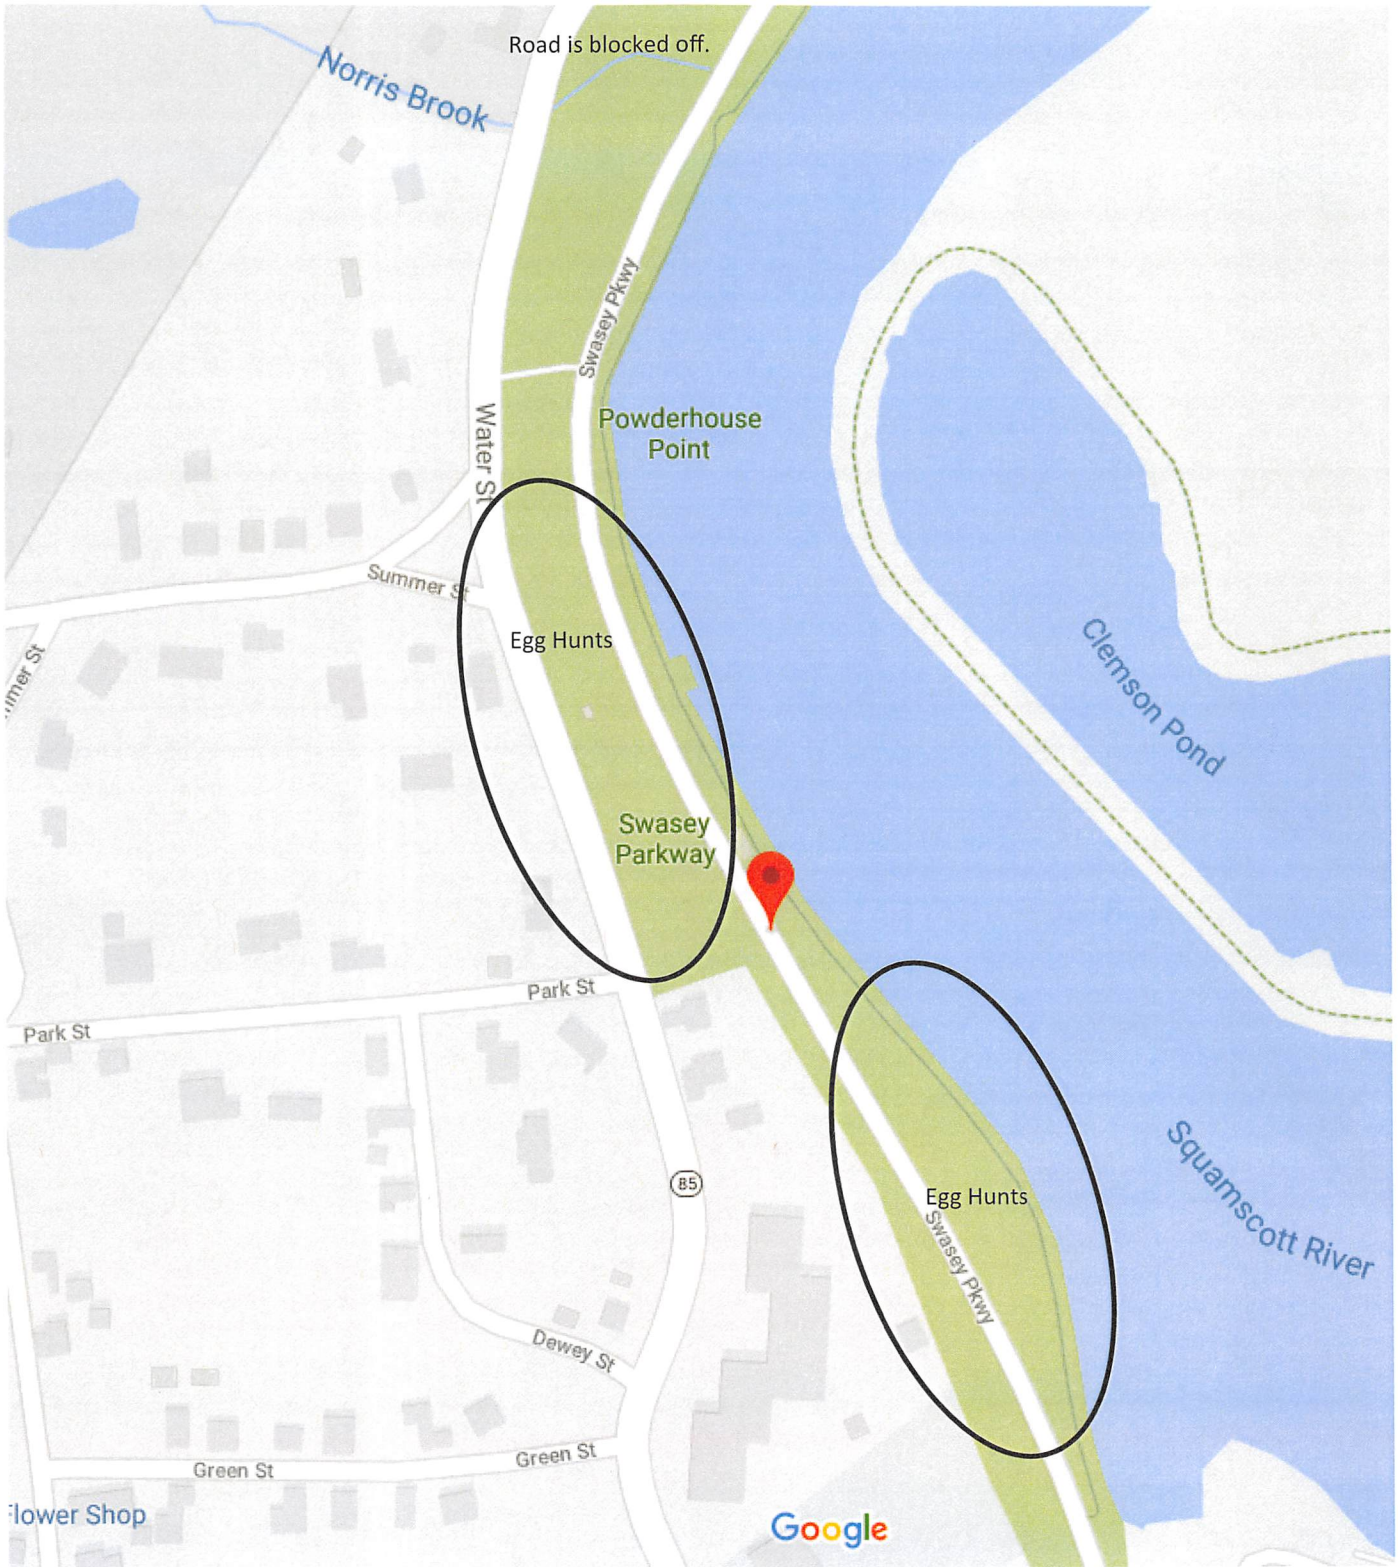 Road is blocked off.
Norris Brook
Swasey Pkwy
Powderhouse
Point
Water St
Summer St
Egg Hunts
Clemson Pond
Swasey
Parkway
Park St
Park St
85
Squamscott River
Egg Hunts
Swasey Pkwy
Dewey St
Green St
Green St
Flower Shop
Google